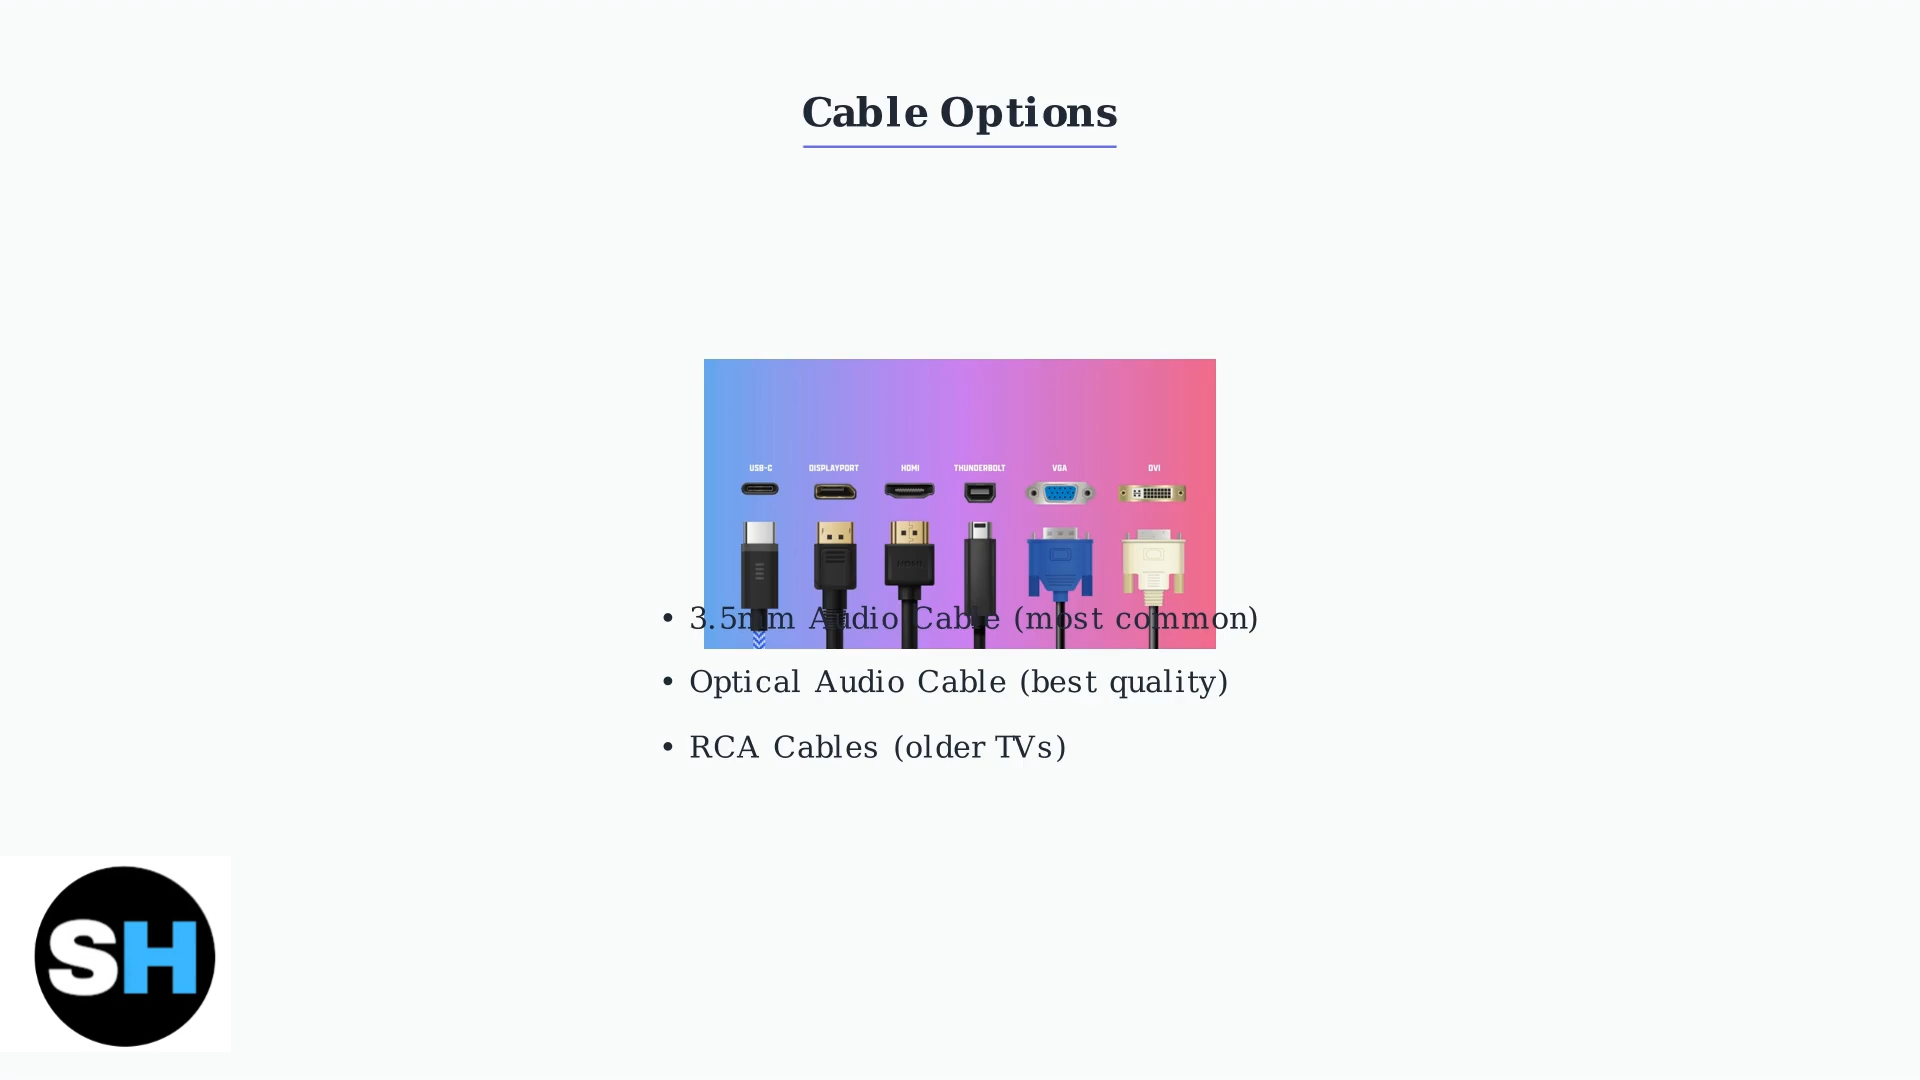 Cable Options
USB-C DISPLAYPORT HDMI THUNDERBOLT VGA DVI
HDMI
• 3.5mm Audio Cable (most common)
• Optical Audio Cable (best quality)
• RCA Cables (older TVs)
SH